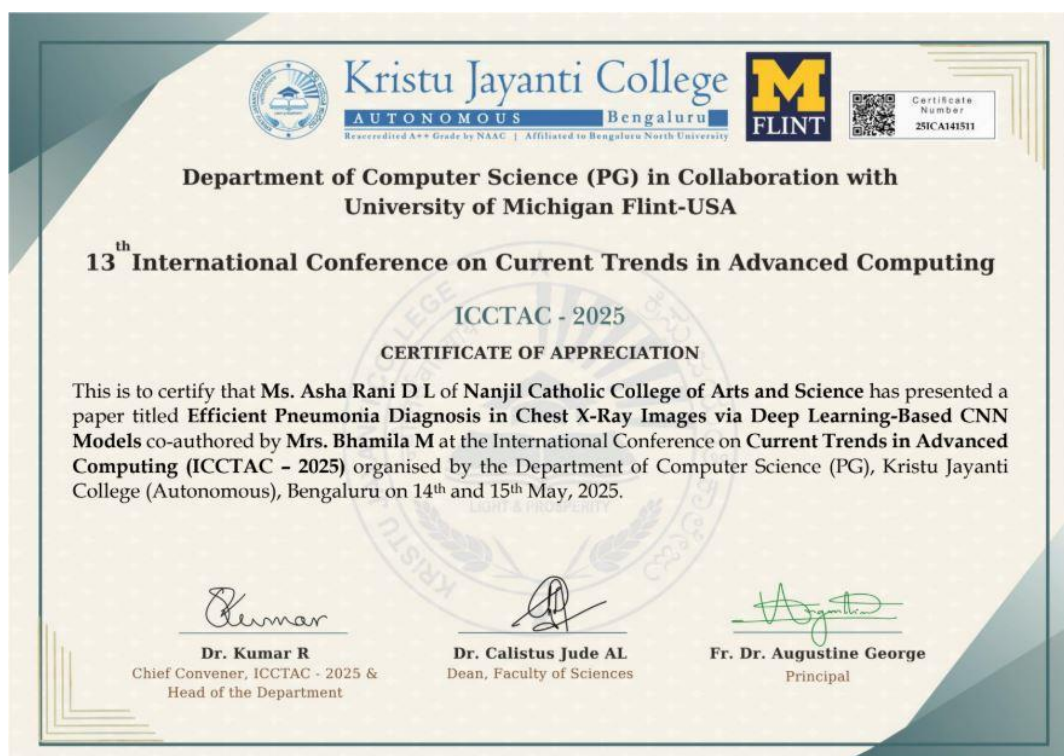 Kristu Jayanti College
AUTONOMOUS Bengaluru
Reaccredited A++ Grade by NAAC | Affiliated to Bengaluru North University
M
FLINT
Certificate
Number
25ICA141511
Department of Computer Science (PG) in Collaboration with
University of Michigan Flint-USA
13th International Conference on Current Trends in Advanced Computing
ICCTAC - 2025
CERTIFICATE OF APPRECIATION
This is to certify that Ms. Asha Rani D L of Nanjil Catholic College of Arts and Science has presented a
paper titled Efficient Pneumonia Diagnosis in Chest X-Ray Images via Deep Learning-Based CNN
Models co-authored by Mrs. Bhamila M at the International Conference on Current Trends in Advanced
Computing (ICCTAC – 2025) organised by the Department of Computer Science (PG), Kristu Jayanti
College (Autonomous), Bengaluru on 14th and 15th May, 2025.
KRISTU JAYANTI COLLEGE
LIGHT & PROSPERITY
Dr. Kumar R
Chief Convener, ICCTAC - 2025 &
Head of the Department
Dr. Calistus Jude AL
Dean, Faculty of Sciences
Fr. Dr. Augustine George
Principal